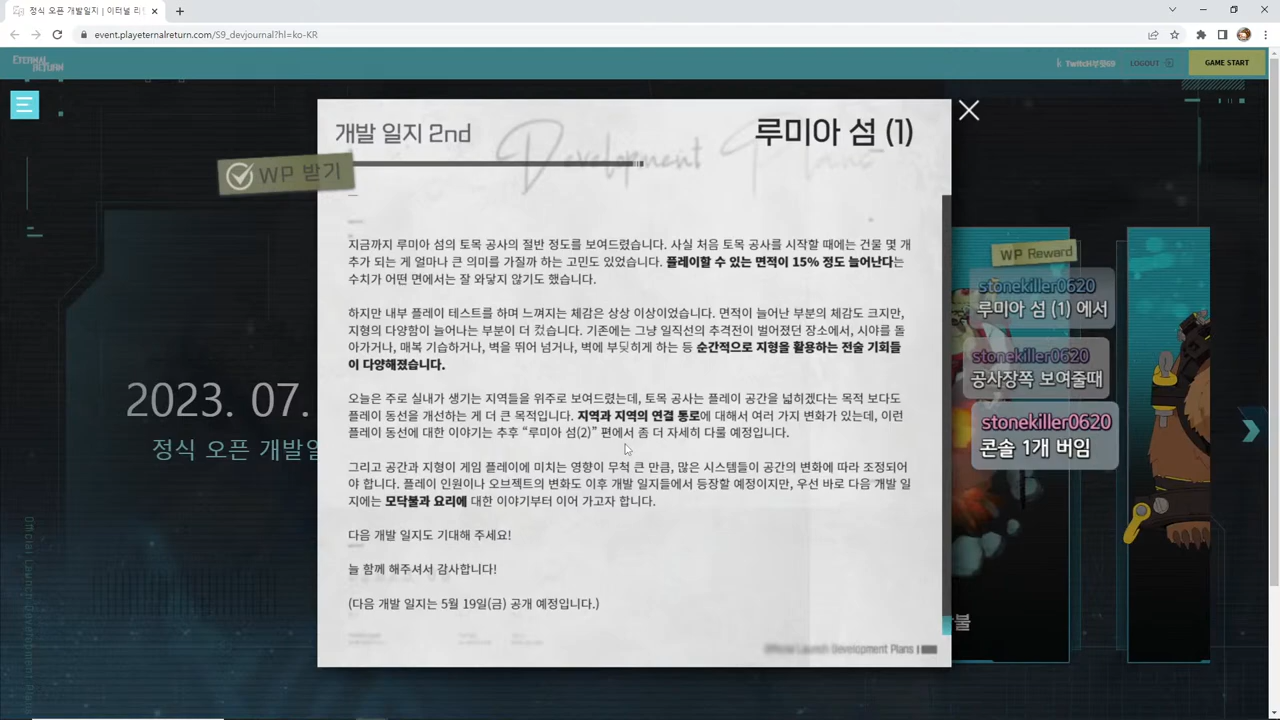 정식 오픈 개발일지 | 이터널 리
event.playeternalreturn.com/S9_devjournal?hl=ko-KR
ETERNAL RETURN
LOGOUT
GAME START
개발 일지 2nd
루미아 섬 (1)
Development Plans
WP 받기
지금까지 루미아 섬의 토목 공사의 절반 정도를 보여드렸습니다. 사실 처음 토목 공사를 시작할 때에는 건물 몇 개
추가 되는 게 얼마나 큰 의미를 가질까 하는 고민도 있었습니다. 플레이할 수 있는 면적이 15% 정도 늘어난다는
수치가 어떤 면에서는 잘 와닿지 않기도 했습니다.
하지만 내부 플레이 테스트를 하며 느껴지는 체감은 상상 이상이었습니다. 면적이 늘어난 부분의 체감도 크지만,
지형의 다양함이 늘어나는 부분이 더 컸습니다. 기존에는 그냥 일직선의 추격전이 벌어졌던 장소에서, 시야를 돌
아가거나, 매복 기습하거나, 벽을 뛰어 넘거나, 벽에 부딪히게 하는 등 순간적으로 지형을 활용하는 전술 기회들
이 다양해졌습니다.
오늘은 주로 실내가 생기는 지역들을 위주로 보여드렸는데, 토목 공사는 플레이 공간을 넓히겠다는 목적 보다도
플레이 동선을 개선하는 게 더 큰 목적입니다. 지역과 지역의 연결 통로에 대해서 여러 가지 변화가 있는데, 이런
플레이 동선에 대한 이야기는 추후 “루미아 섬(2)” 편에서 좀 더 자세히 다룰 예정입니다.
그리고 공간과 지형이 게임 플레이에 미치는 영향이 무척 큰 만큼, 많은 시스템들이 공간의 변화에 따라 조정되어
야 합니다. 플레이 인원이나 오브젝트의 변화도 이후 개발 일지들에서 등장할 예정이지만, 우선 바로 다음 개발 일
지에는 모닥불과 요리에 대한 이야기부터 이어 가고자 합니다.
다음 개발 일지도 기대해 주세요!
늘 함께 해주셔서 감사합니다!
(다음 개발 일지는 5월 19일(금) 공개 예정입니다.)
Official Launch Development Plans
2023. 07.
정식 오픈 개발일
WP Reward
stonekiller0620
루미아 섬 (1) 에서
stonekiller0620
공사장쪽 보여줄때
stonekiller0620
콘솔 1개 버임
불
Official Launch Development Plans